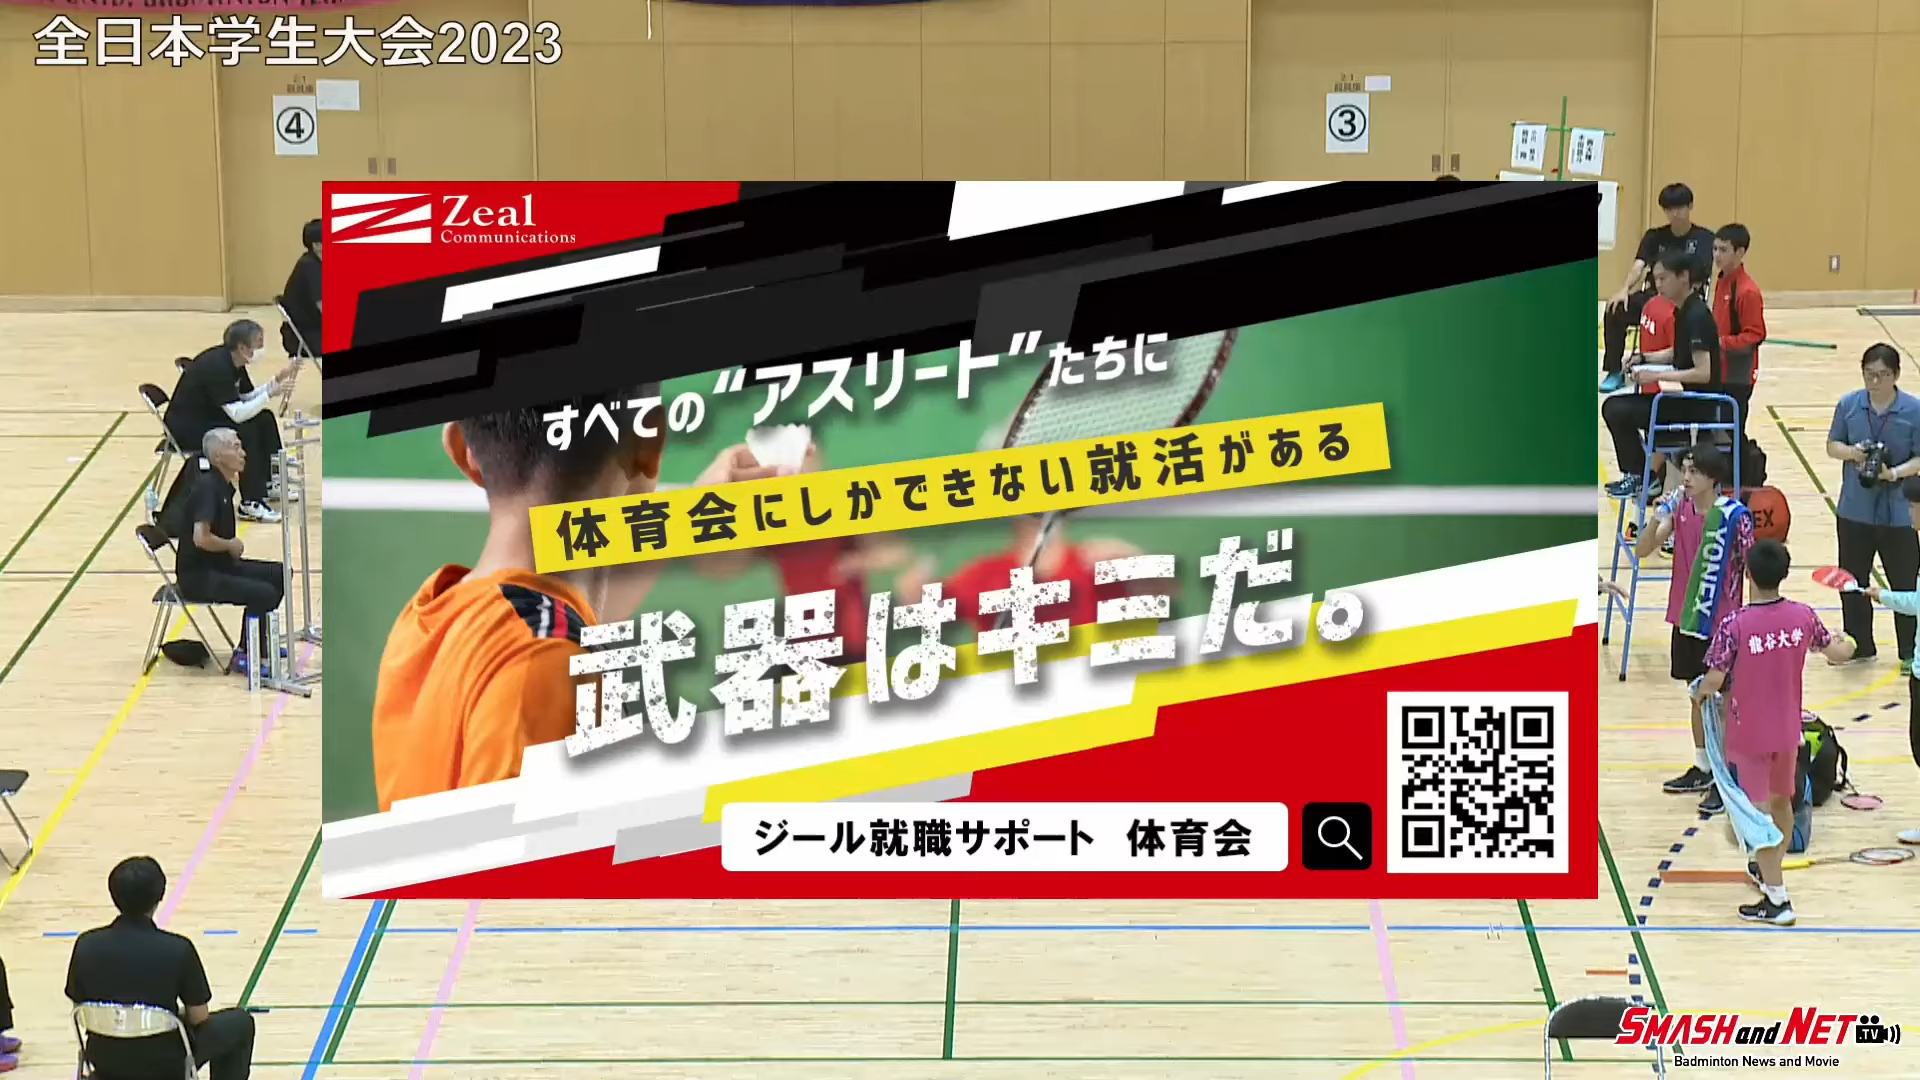 全日本学生大会2023
④
③
Zeal
Communications
すべての“アスリート”たちに
体育会にしかできない就活がある
武器はキミだ。
ジール就職サポート 体育会
YONEX
EX
龍谷大学
SMASH and NET
.TV
Badminton News and Movie